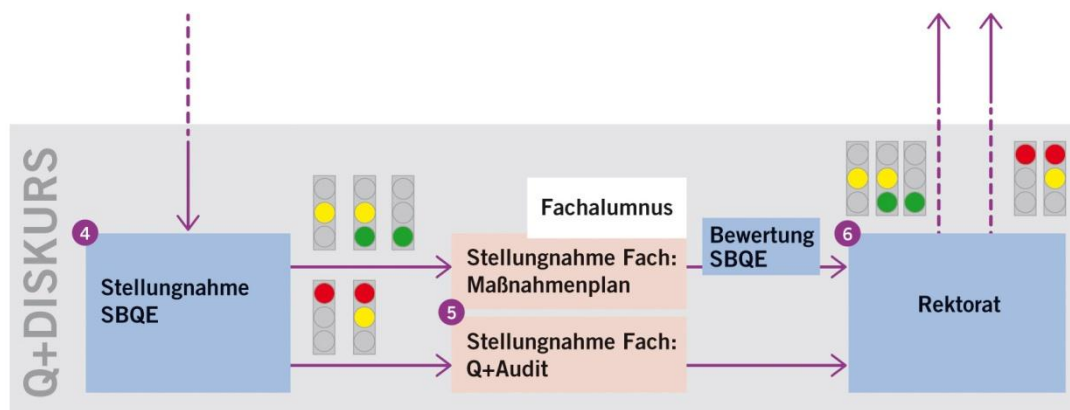 Q+DISKURS
4
Stellungnahme
SBQE
Fachalumnus
Stellungnahme Fach:
Maßnahmenplan
5
Stellungnahme Fach:
Q+Audit
Bewertung
SBQE
6
Rektorat